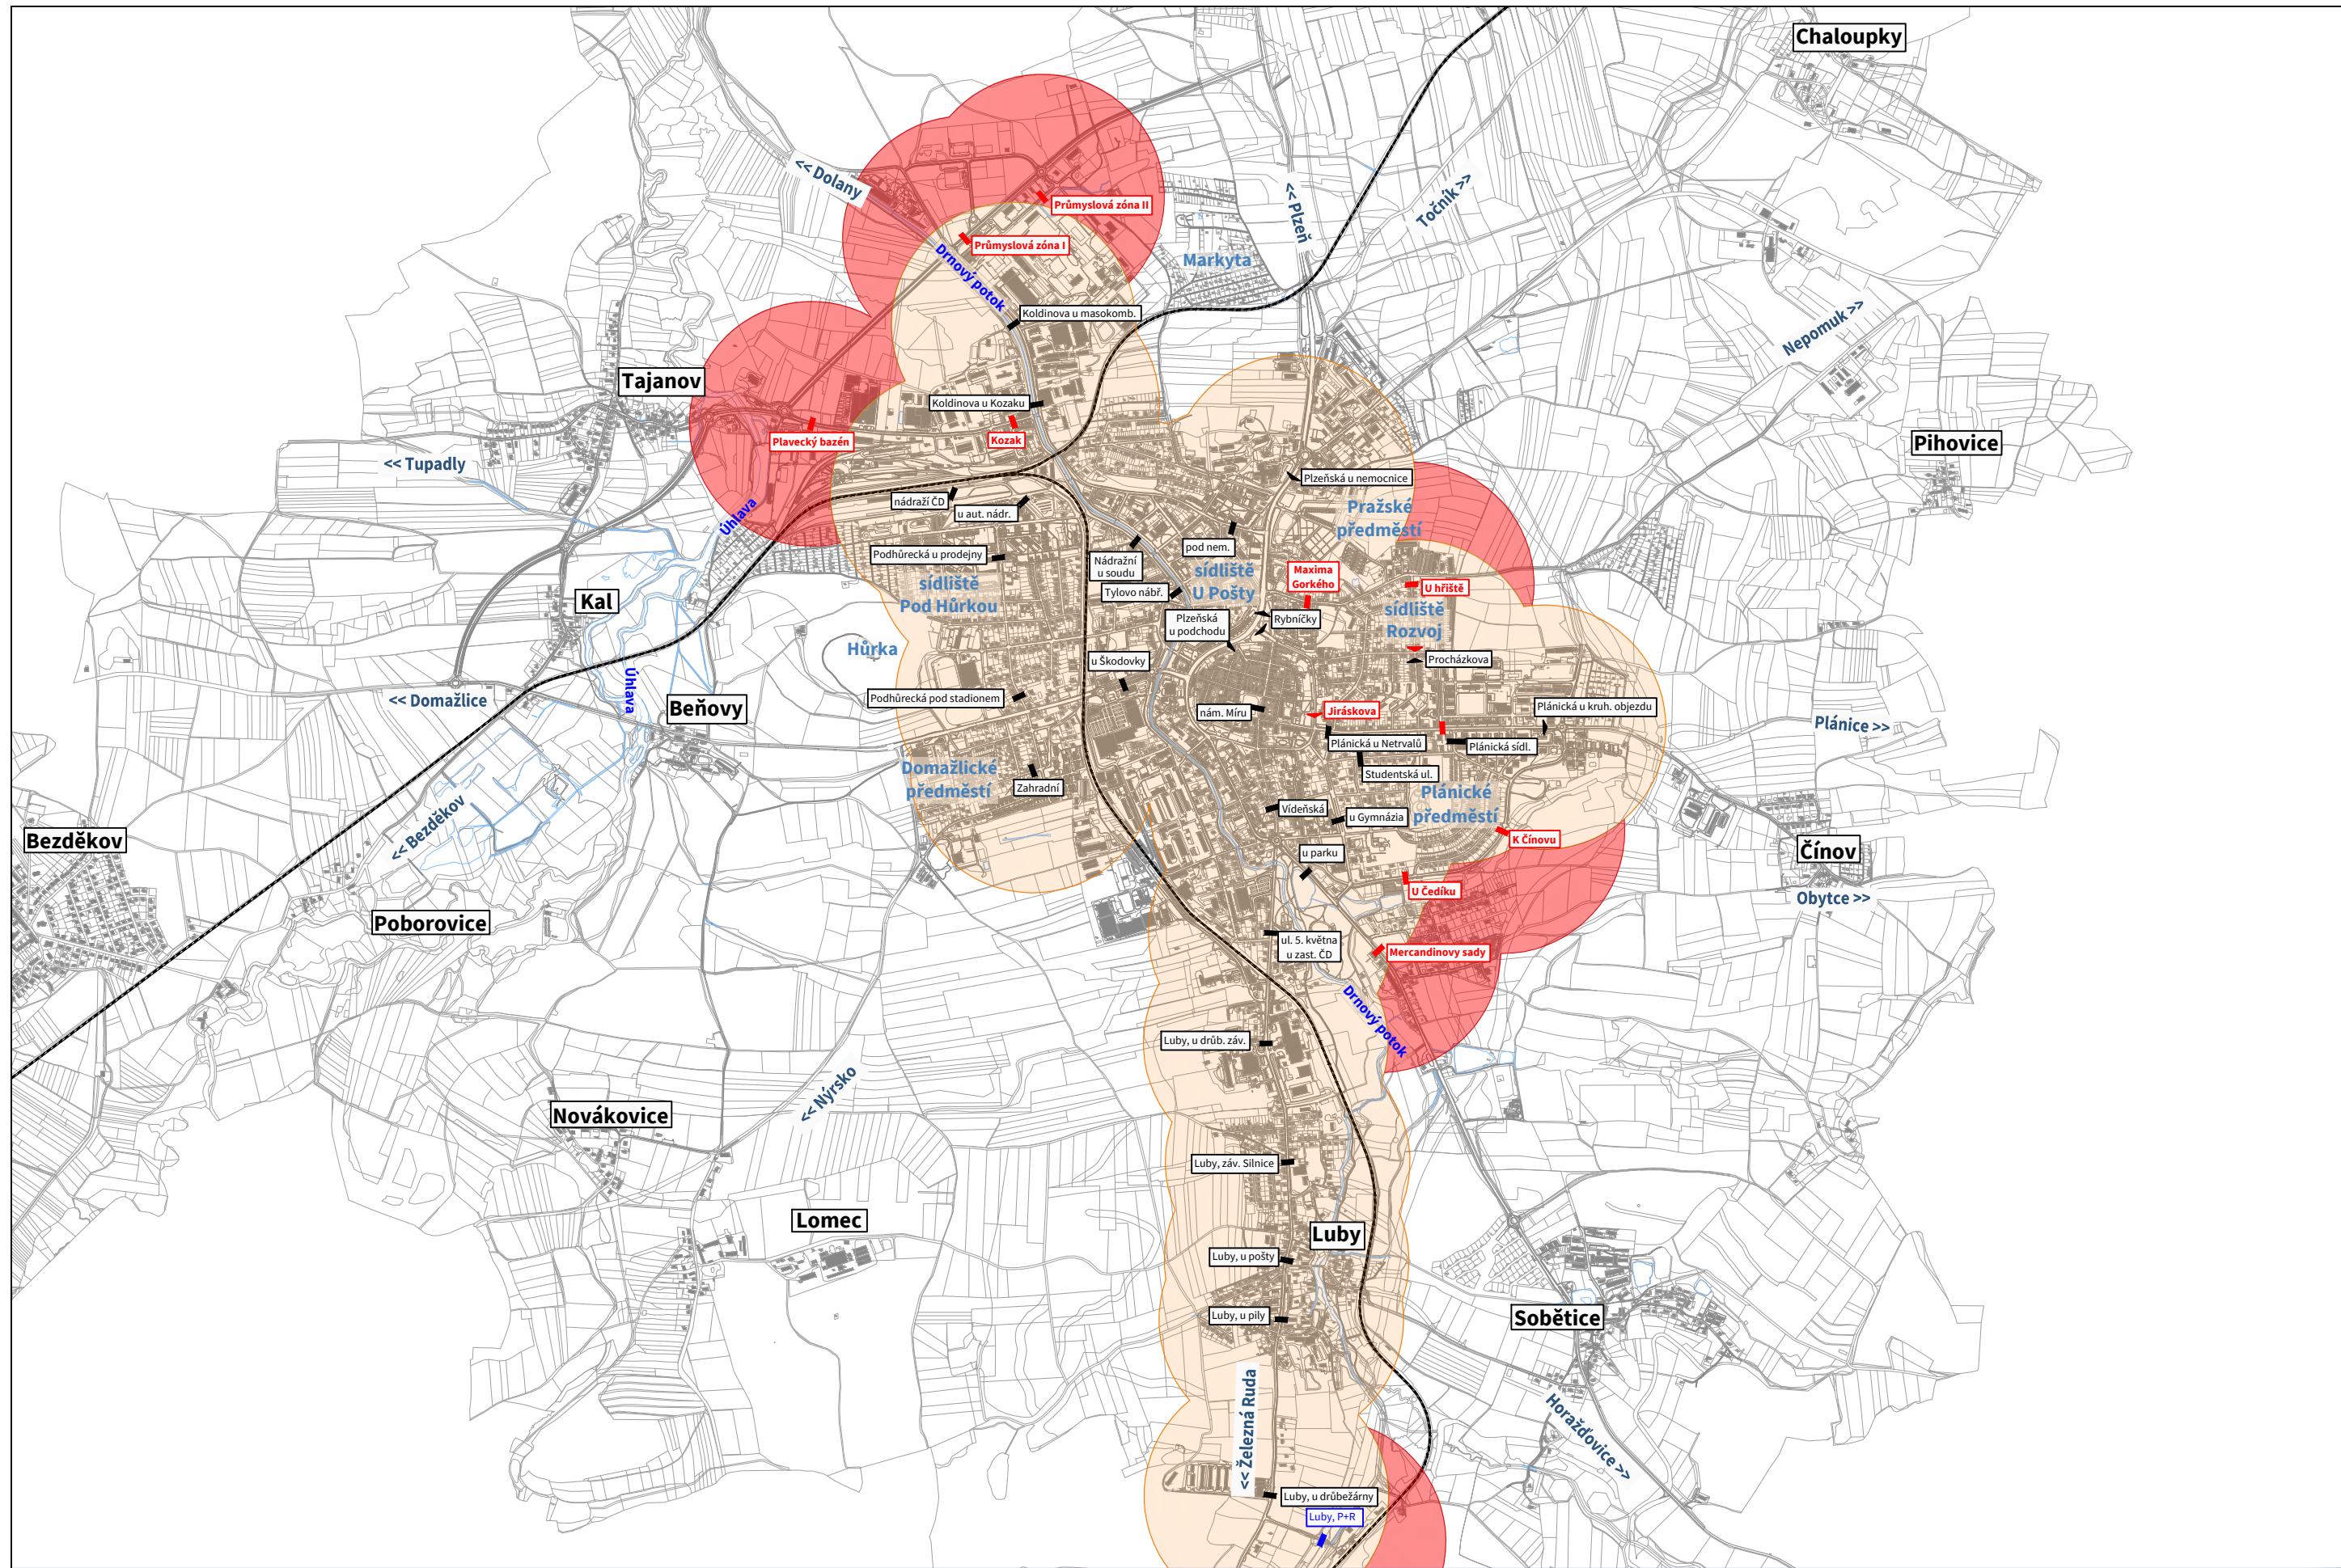 Chaloupky
<< Dolany
Točník >>
<< Plzeň
Průmyslová zóna II
Průmyslová zóna I
Markyta
Drnový potok
Koldinova u masokomb.
Nepomuk >>
Tajanov
Koldinova u Kozaku
Plavecký bazén
Kozak
Pihovice
<< Tupadly
Plzeňská u nemocnice
nádraží ČD
u aut. nádr.
Pražské
předměstí
Úhlava
pod nem.
Podhůrecká u prodejny
Nádražní
u soudu
sídliště
U Pošty
Maxima
Gorkého
sídliště
Pod Hůrkou
Tylovo nábř.
U hřiště
Kal
sídliště
Rozvoj
Plzeňská
u podchodu
Rybníčky
Hůrka
u Škodovky
Procházkova
Úhlava
<< Domažlice
Podhůrecká pod stadionem
Beňovy
nám. Míru
Jiráskova
Plánická u kruh. objezdu
Plánice >>
Plánická u Netrvalů
Plánická sídl.
Domažlické
předměstí
Zahradní
Studentská ul.
Plánické
předměstí
Vídeňská
u Gymnázia
<< Bezděkov
Bezděkov
K Čínovu
Čínov
u parku
U Čedíku
Obytce >>
Poborovice
ul. 5. května
u zast. ČD
Mercandinovy sady
Drnový potok
Luby, u drůb. záv.
<< Nýrsko
Novákovice
Luby, záv. Silnice
Lomec
Luby
Luby, u pošty
Luby, u pily
Sobětice
<< Železná Ruda
Horažďovice >>
Luby, u drůbežárny
Luby, P+R